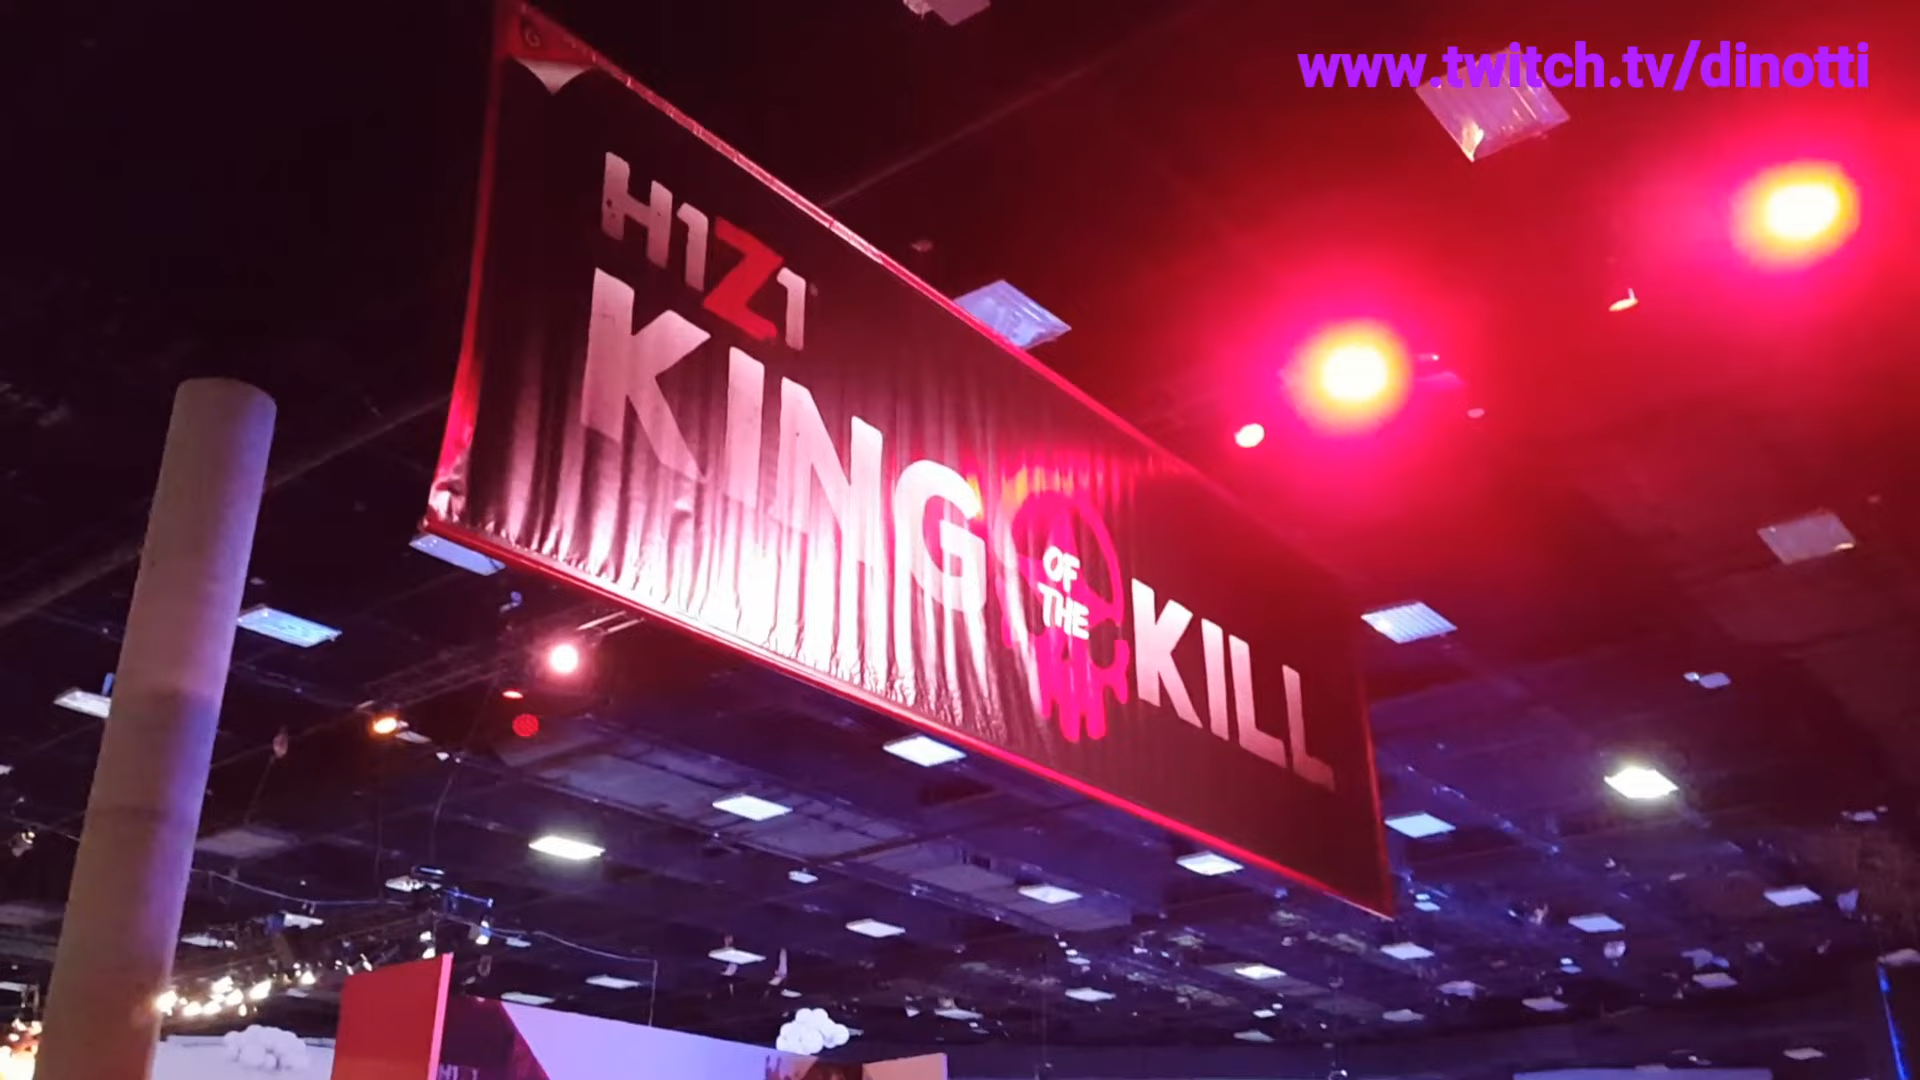 www.twitch.tv/dinotti
H1Z1
KING
OF
THE
KILL